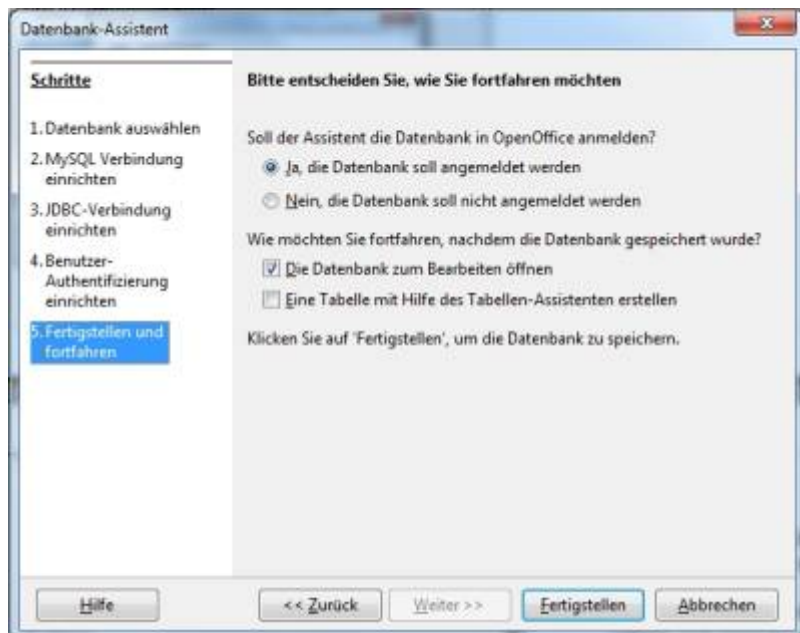 Datenbank-Assistent
Schritte
1. Datenbank auswählen
2. MySQL Verbindung
einrichten
3. JDBC-Verbindung
einrichten
4. Benutzer-
Authentifizierung
einrichten
5. Fertigstellen und
fortfahren
Bitte entscheiden Sie, wie Sie fortfahren möchten
Soll der Assistent die Datenbank in OpenOffice anmelden?
Ja, die Datenbank soll angemeldet werden
Nein, die Datenbank soll nicht angemeldet werden
Wie möchten Sie fortfahren, nachdem die Datenbank gespeichert wurde?
Die Datenbank zum Bearbeiten öffnen
Eine Tabelle mit Hilfe des Tabellen-Assistenten erstellen
Klicken Sie auf 'Fertigstellen', um die Datenbank zu speichern.
Hilfe
<< Zurück
Weiter >>
Fertigstellen
Abbrechen